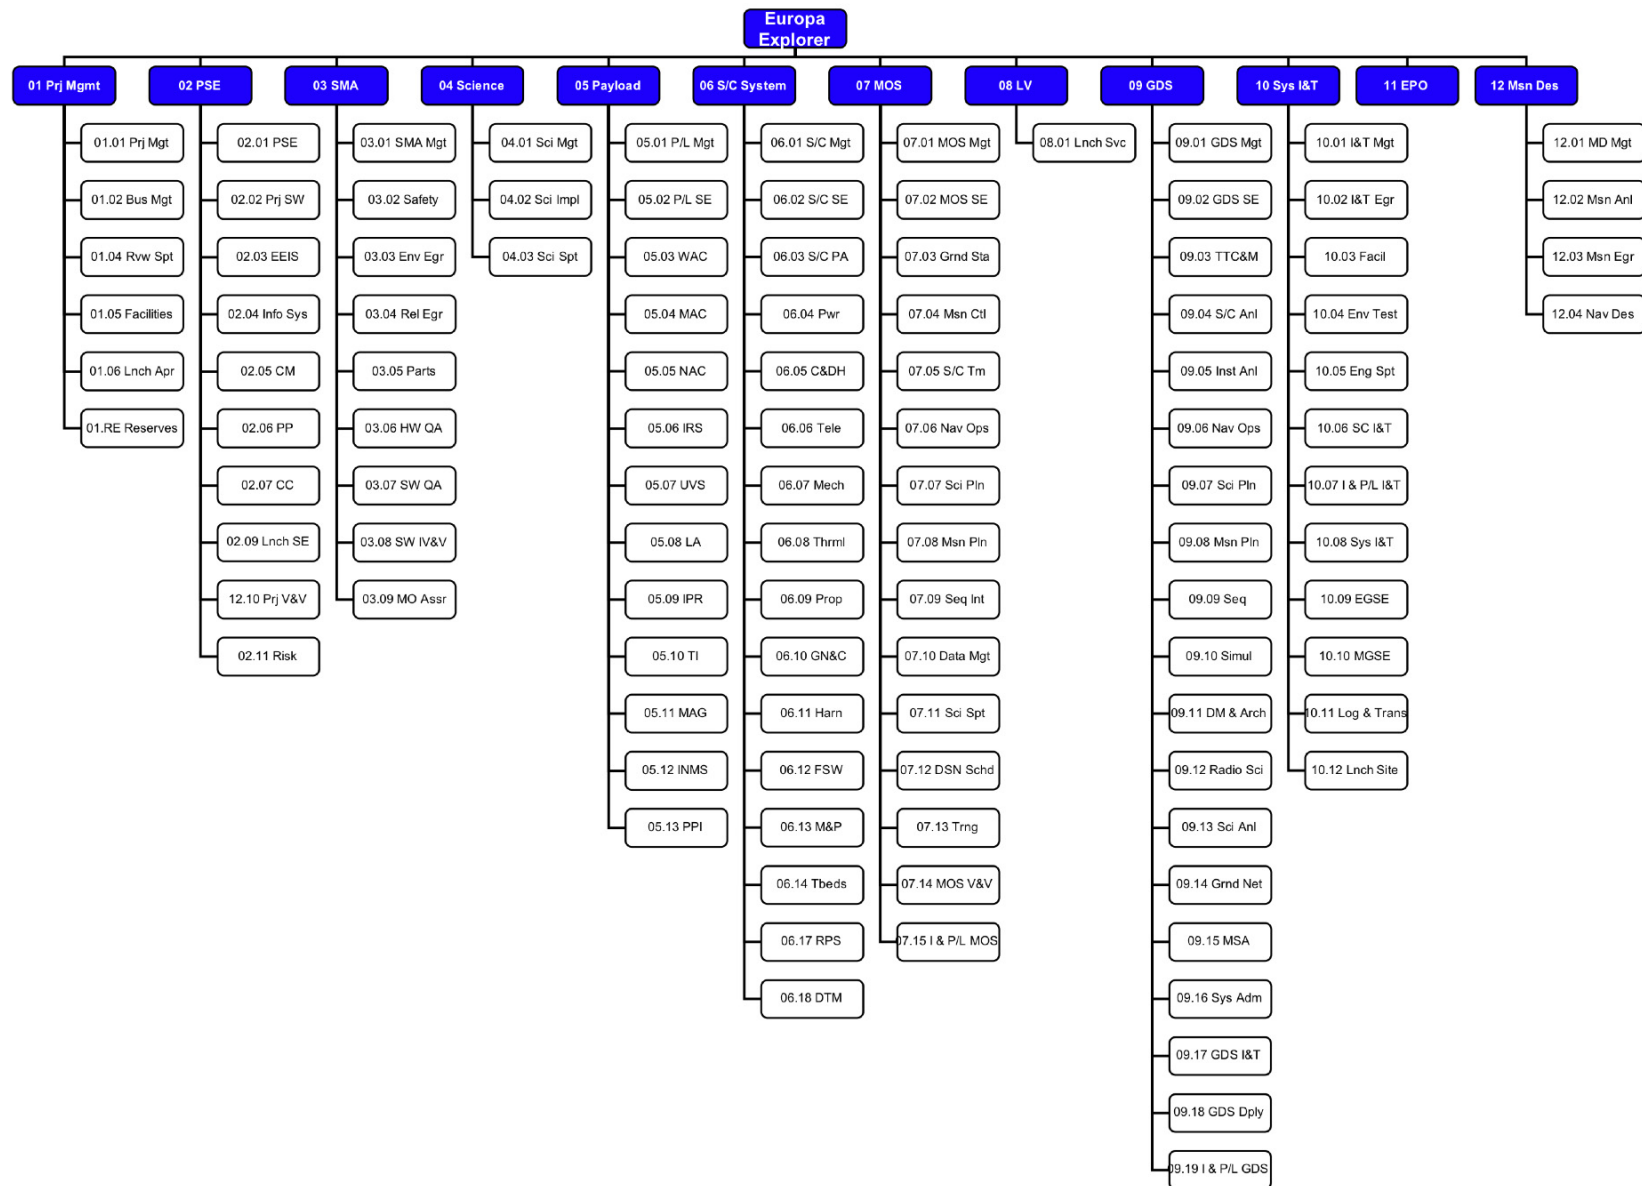 Europa
Explorer
01 Prj Mgmt
02 PSE
03 SMA
04 Science
05 Payload
06 S/C System
07 MOS
08 LV
09 GDS
10 Sys I&T
11 EPO
12 Msn Des
01.01 Prj Mgt
01.02 Bus Mgt
01.04 Rvw Spt
01.05 Facilities
01.06 Lnch Apr
01.RE Reserves
02.01 PSE
02.02 Prj SW
02.03 EEIS
02.04 Info Sys
02.05 CM
02.06 PP
02.07 CC
02.09 Lnch SE
12.10 Prj V&V
02.11 Risk
03.01 SMA Mgt
03.02 Safety
03.03 Env Egr
03.04 Rel Egr
03.05 Parts
03.06 HW QA
03.07 SW QA
03.08 SW IV&V
03.09 MO Assr
04.01 Sci Mgt
04.02 Sci Impl
04.03 Sci Spt
05.01 P/L Mgt
05.02 P/L SE
05.03 WAC
05.04 MAC
05.05 NAC
05.06 IRS
05.07 UVS
05.08 LA
05.09 IPR
05.10 TI
05.11 MAG
05.12 INMS
05.13 PPI
06.01 S/C Mgt
06.02 S/C SE
06.03 S/C PA
06.04 Pwr
06.05 C&DH
06.06 Tele
06.07 Mech
06.08 Thrml
06.09 Prop
06.10 GN&C
06.11 Harn
06.12 FSW
06.13 M&P
06.14 Tbeds
06.17 RPS
06.18 DTM
07.01 MOS Mgt
07.02 MOS SE
07.03 Grnd Sta
07.04 Msn Ctl
07.05 S/C Tm
07.06 Nav Ops
07.07 Sci Pln
07.08 Msn Pln
07.09 Seq Int
07.10 Data Mgt
07.11 Sci Spt
07.12 DSN Schd
07.13 Trng
07.14 MOS V&V
07.15 I & P/L MOS
08.01 Lnch Svc
09.01 GDS Mgt
09.02 GDS SE
09.03 TTC&M
09.04 S/C Anl
09.05 Inst Anl
09.06 Nav Ops
09.07 Sci Pln
09.08 Msn Pln
09.09 Seq
09.10 Simul
09.11 DM & Arch
09.12 Radio Sci
09.13 Sci Anl
09.14 Grnd Net
09.15 MSA
09.16 Sys Adm
09.17 GDS I&T
09.18 GDS Dply
09.19 I & P/L GDS
10.01 I&T Mgt
10.02 I&T Egr
10.03 Facil
10.04 Env Test
10.05 Eng Spt
10.06 SC I&T
10.07 I & P/L I&T
10.08 Sys I&T
10.09 EGSE
10.10 MGSE
10.11 Log & Trans
10.12 Lnch Site
12.01 MD Mgt
12.02 Msn Anl
12.03 Msn Egr
12.04 Nav Des